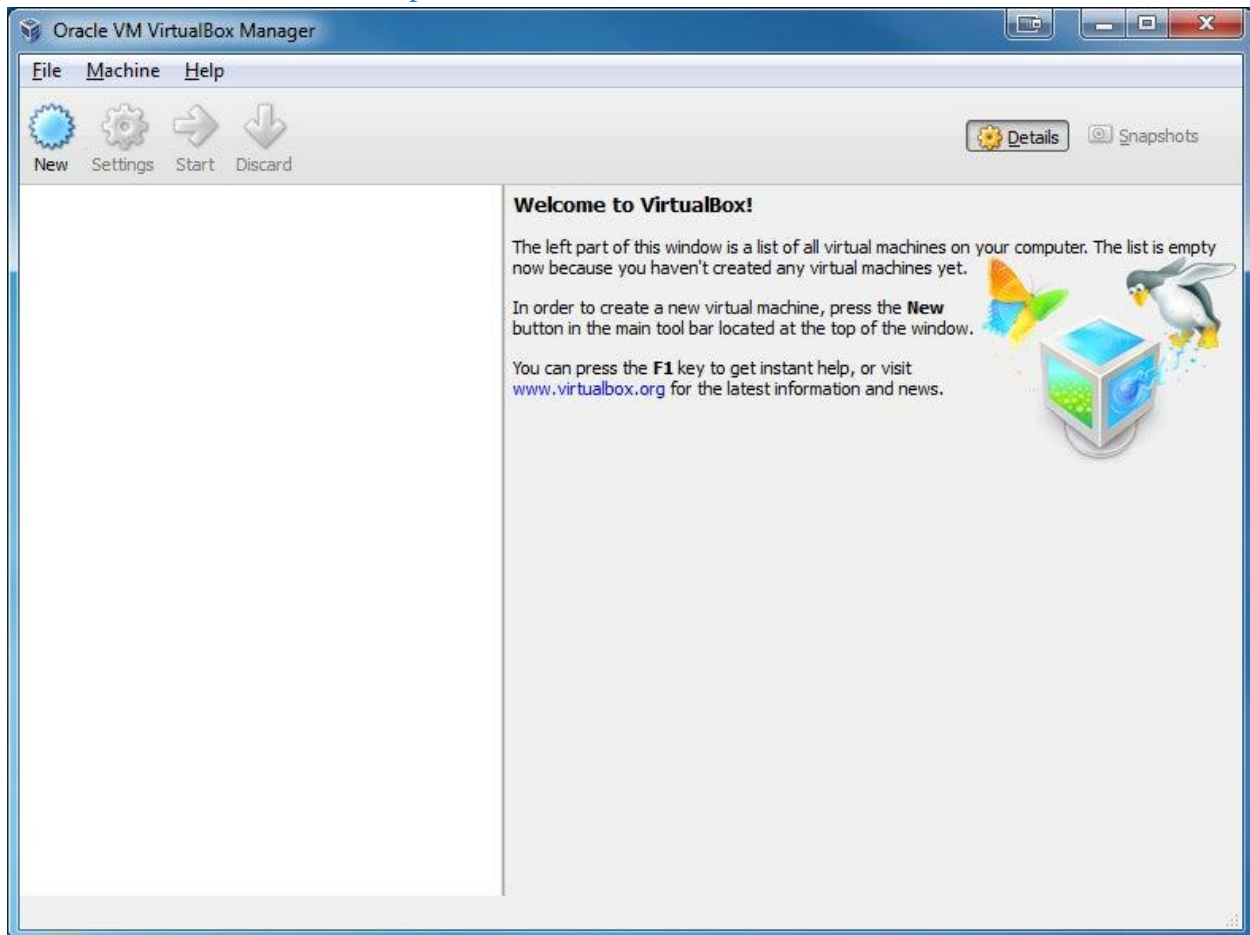 Oracle VM VirtualBox Manager
File Machine Help
New Settings Start Discard
Details Snapshots
Welcome to VirtualBox!
The left part of this window is a list of all virtual machines on your computer. The list is empty
now because you haven't created any virtual machines yet.
In order to create a new virtual machine, press the New
button in the main tool bar located at the top of the window.
You can press the F1 key to get instant help, or visit
www.virtualbox.org for the latest information and news.